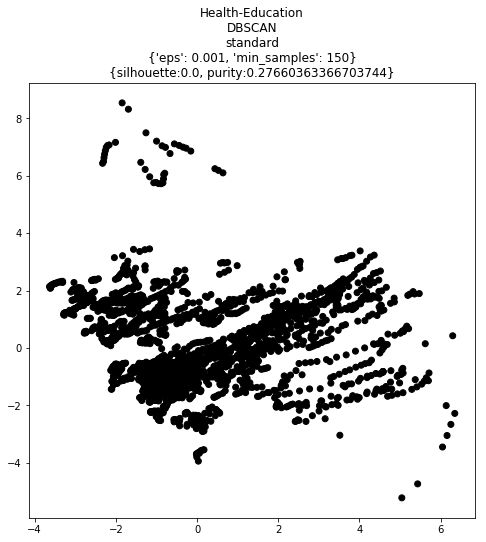 Health-Education
DBSCAN
standard
{'eps': 0.001, 'min_samples': 150}
{silhouette:0.0, purity:0.27660363366703744}
8
6
4
2
0
−2
−4
−4
−2
0
2
4
6